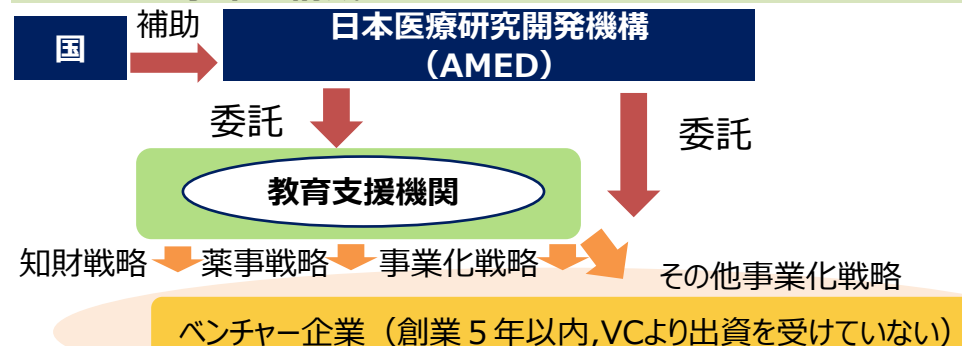 国
補助
日本医療研究開発機構
（AMED）
委託
委託
教育支援機関
知財戦略
薬事戦略
事業化戦略
その他事業化戦略
ベンチャー企業（創業５年以内,VCより出資を受けていない）